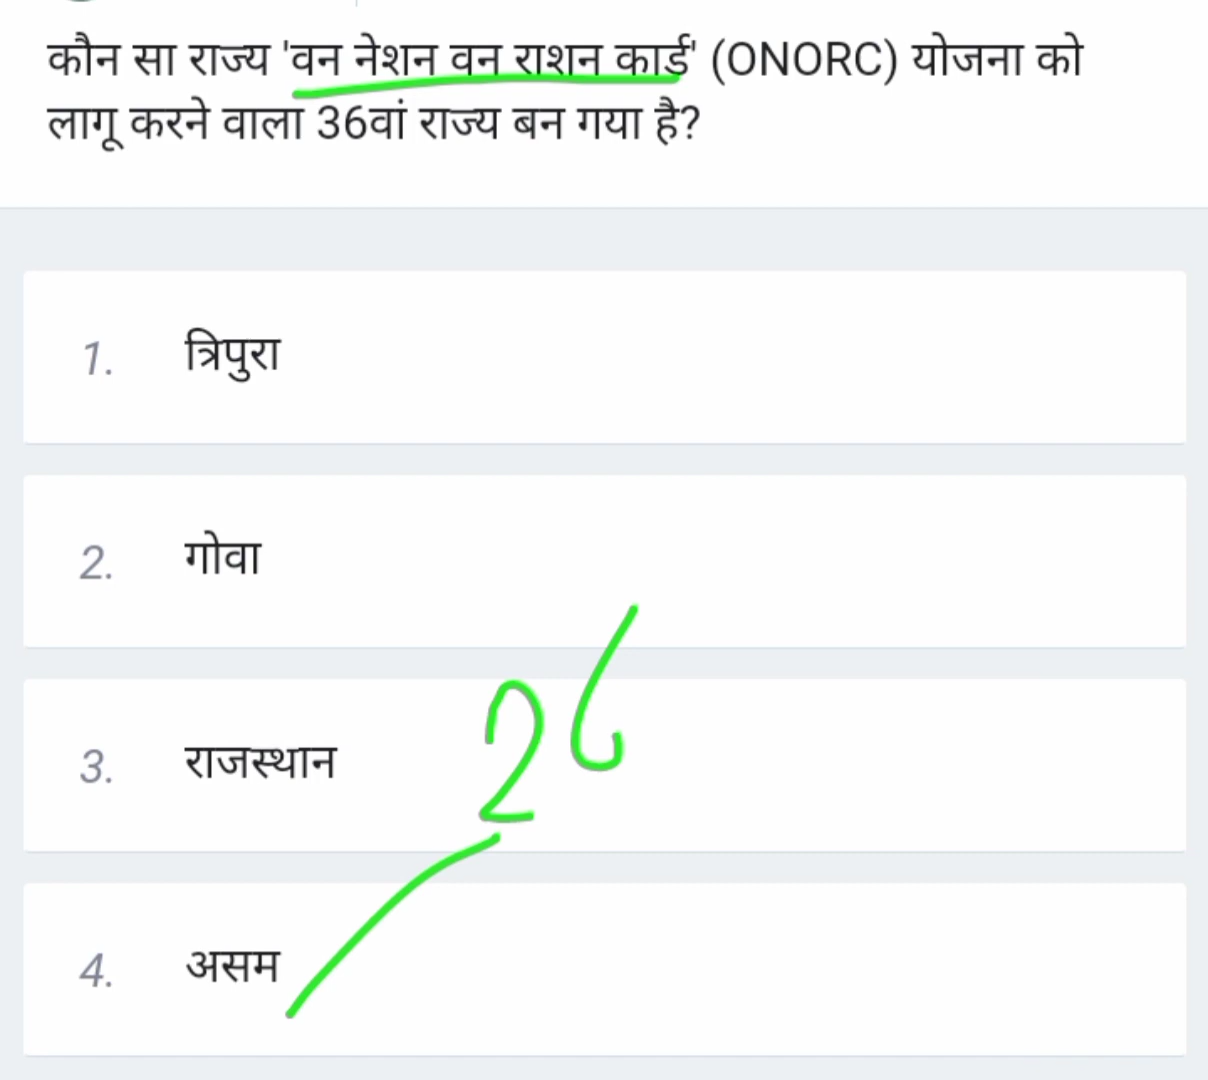 कौन सा राज्य 'वन नेशन वन राशन कार्ड' (ONORC) योजना को
लागू करने वाला 36वां राज्य बन गया है?
1. त्रिपुरा
2. गोवा
3. राजस्थान
26
4. असम